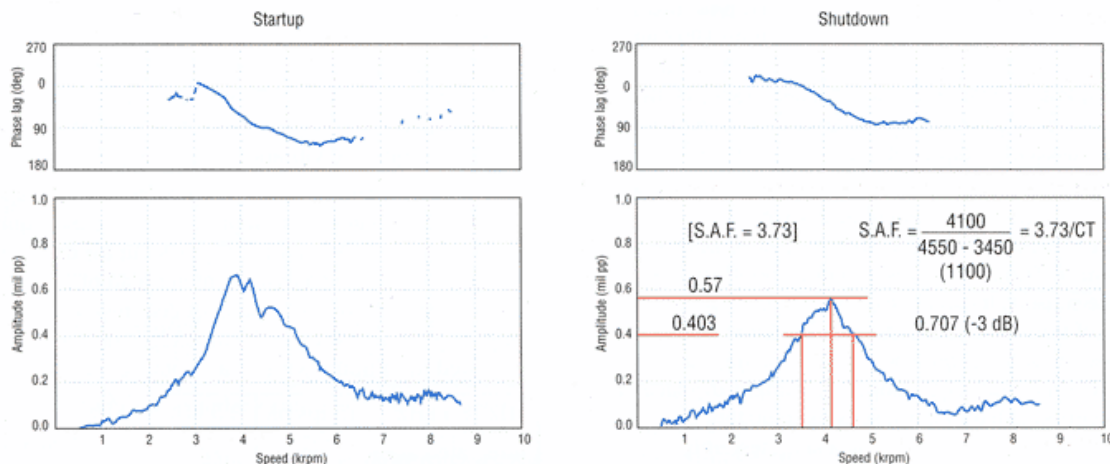 Startup
270
0
90
180
Phase lag (deg)
1.0
0.8
0.6
0.4
0.2
0.0
Amplitude (mil pp)
1 2 3 4 5 6 7 8 9 10
Speed (krpm)
Shutdown
270
0
90
180
Phase lag (deg)
1.0
0.8
0.6
0.4
0.2
0.0
Amplitude (mil pp)
[S.A.F. = 3.73]
S.A.F. = 4100 / 4550 - 3450 = 3.73/CT
(1100)
0.57
0.403
0.707 (-3 dB)
1 2 3 4 5 6 7 8 9 10
Speed (krpm)